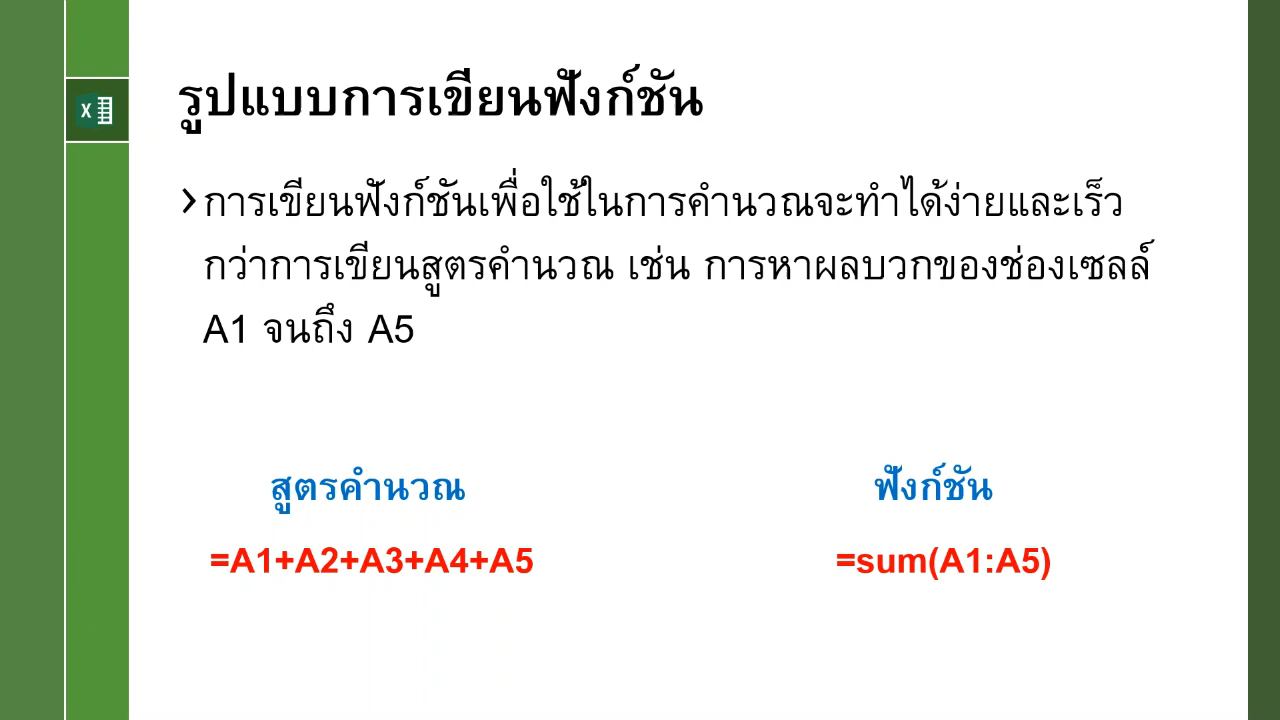 รูปแบบการเขียนฟังก์ชัน
›การเขียนฟังก์ชันเพื่อใช้ในการคำนวณจะทำได้ง่ายและเร็ว
กว่าการเขียนสูตรคำนวณ เช่น การหาผลบวกของช่องเซลล์
A1 จนถึง A5
สูตรคำนวณ ฟังก์ชัน
=A1+A2+A3+A4+A5 =sum(A1:A5)